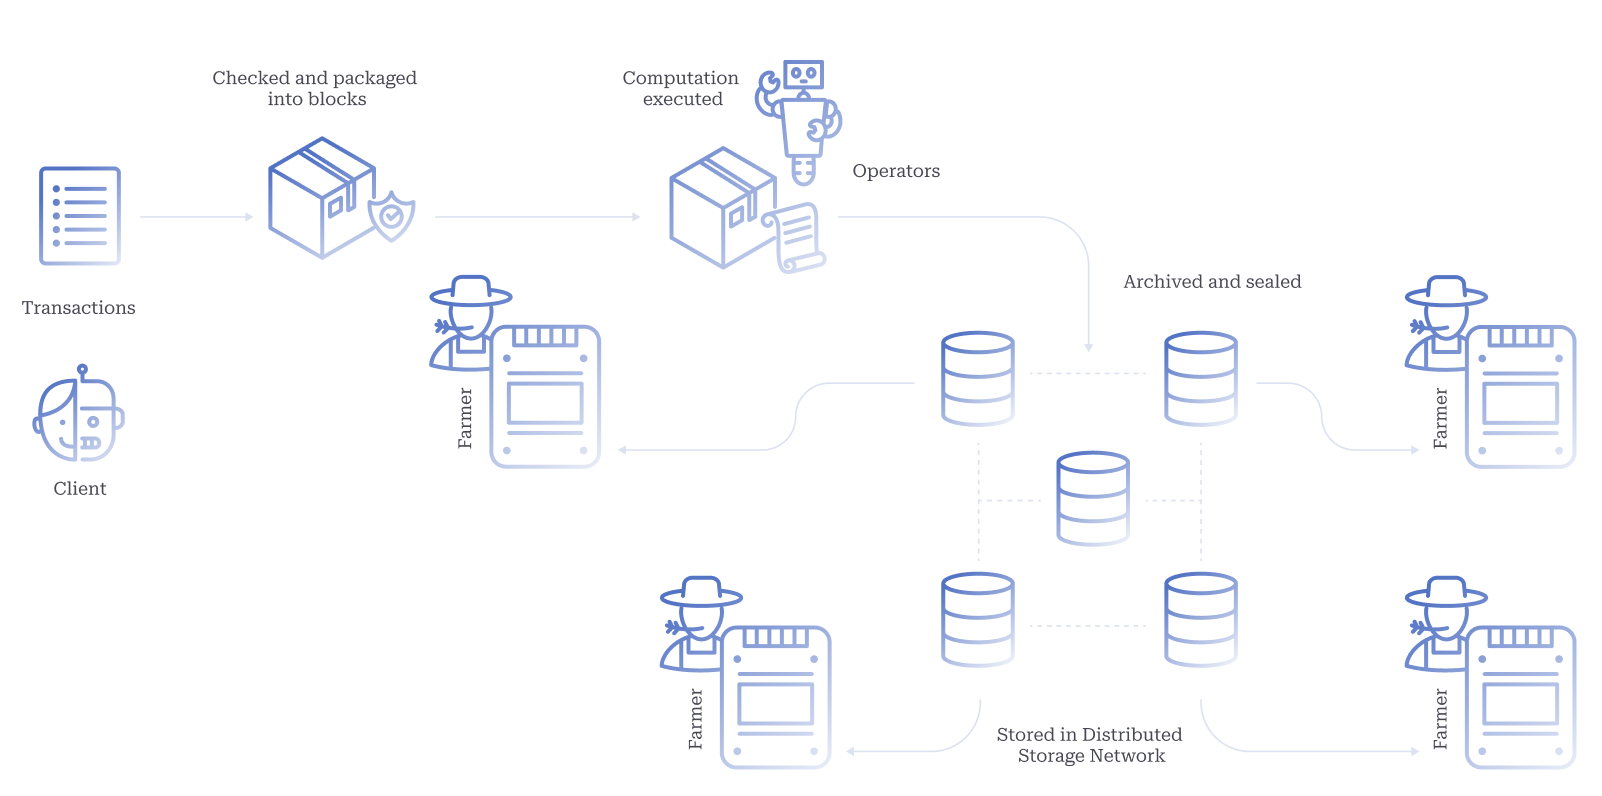 Checked and packaged
into blocks
Computation
executed
Operators
Transactions
Archived and sealed
Farmer
Farmer
Client
Farmer
Farmer
Stored in Distributed
Storage Network